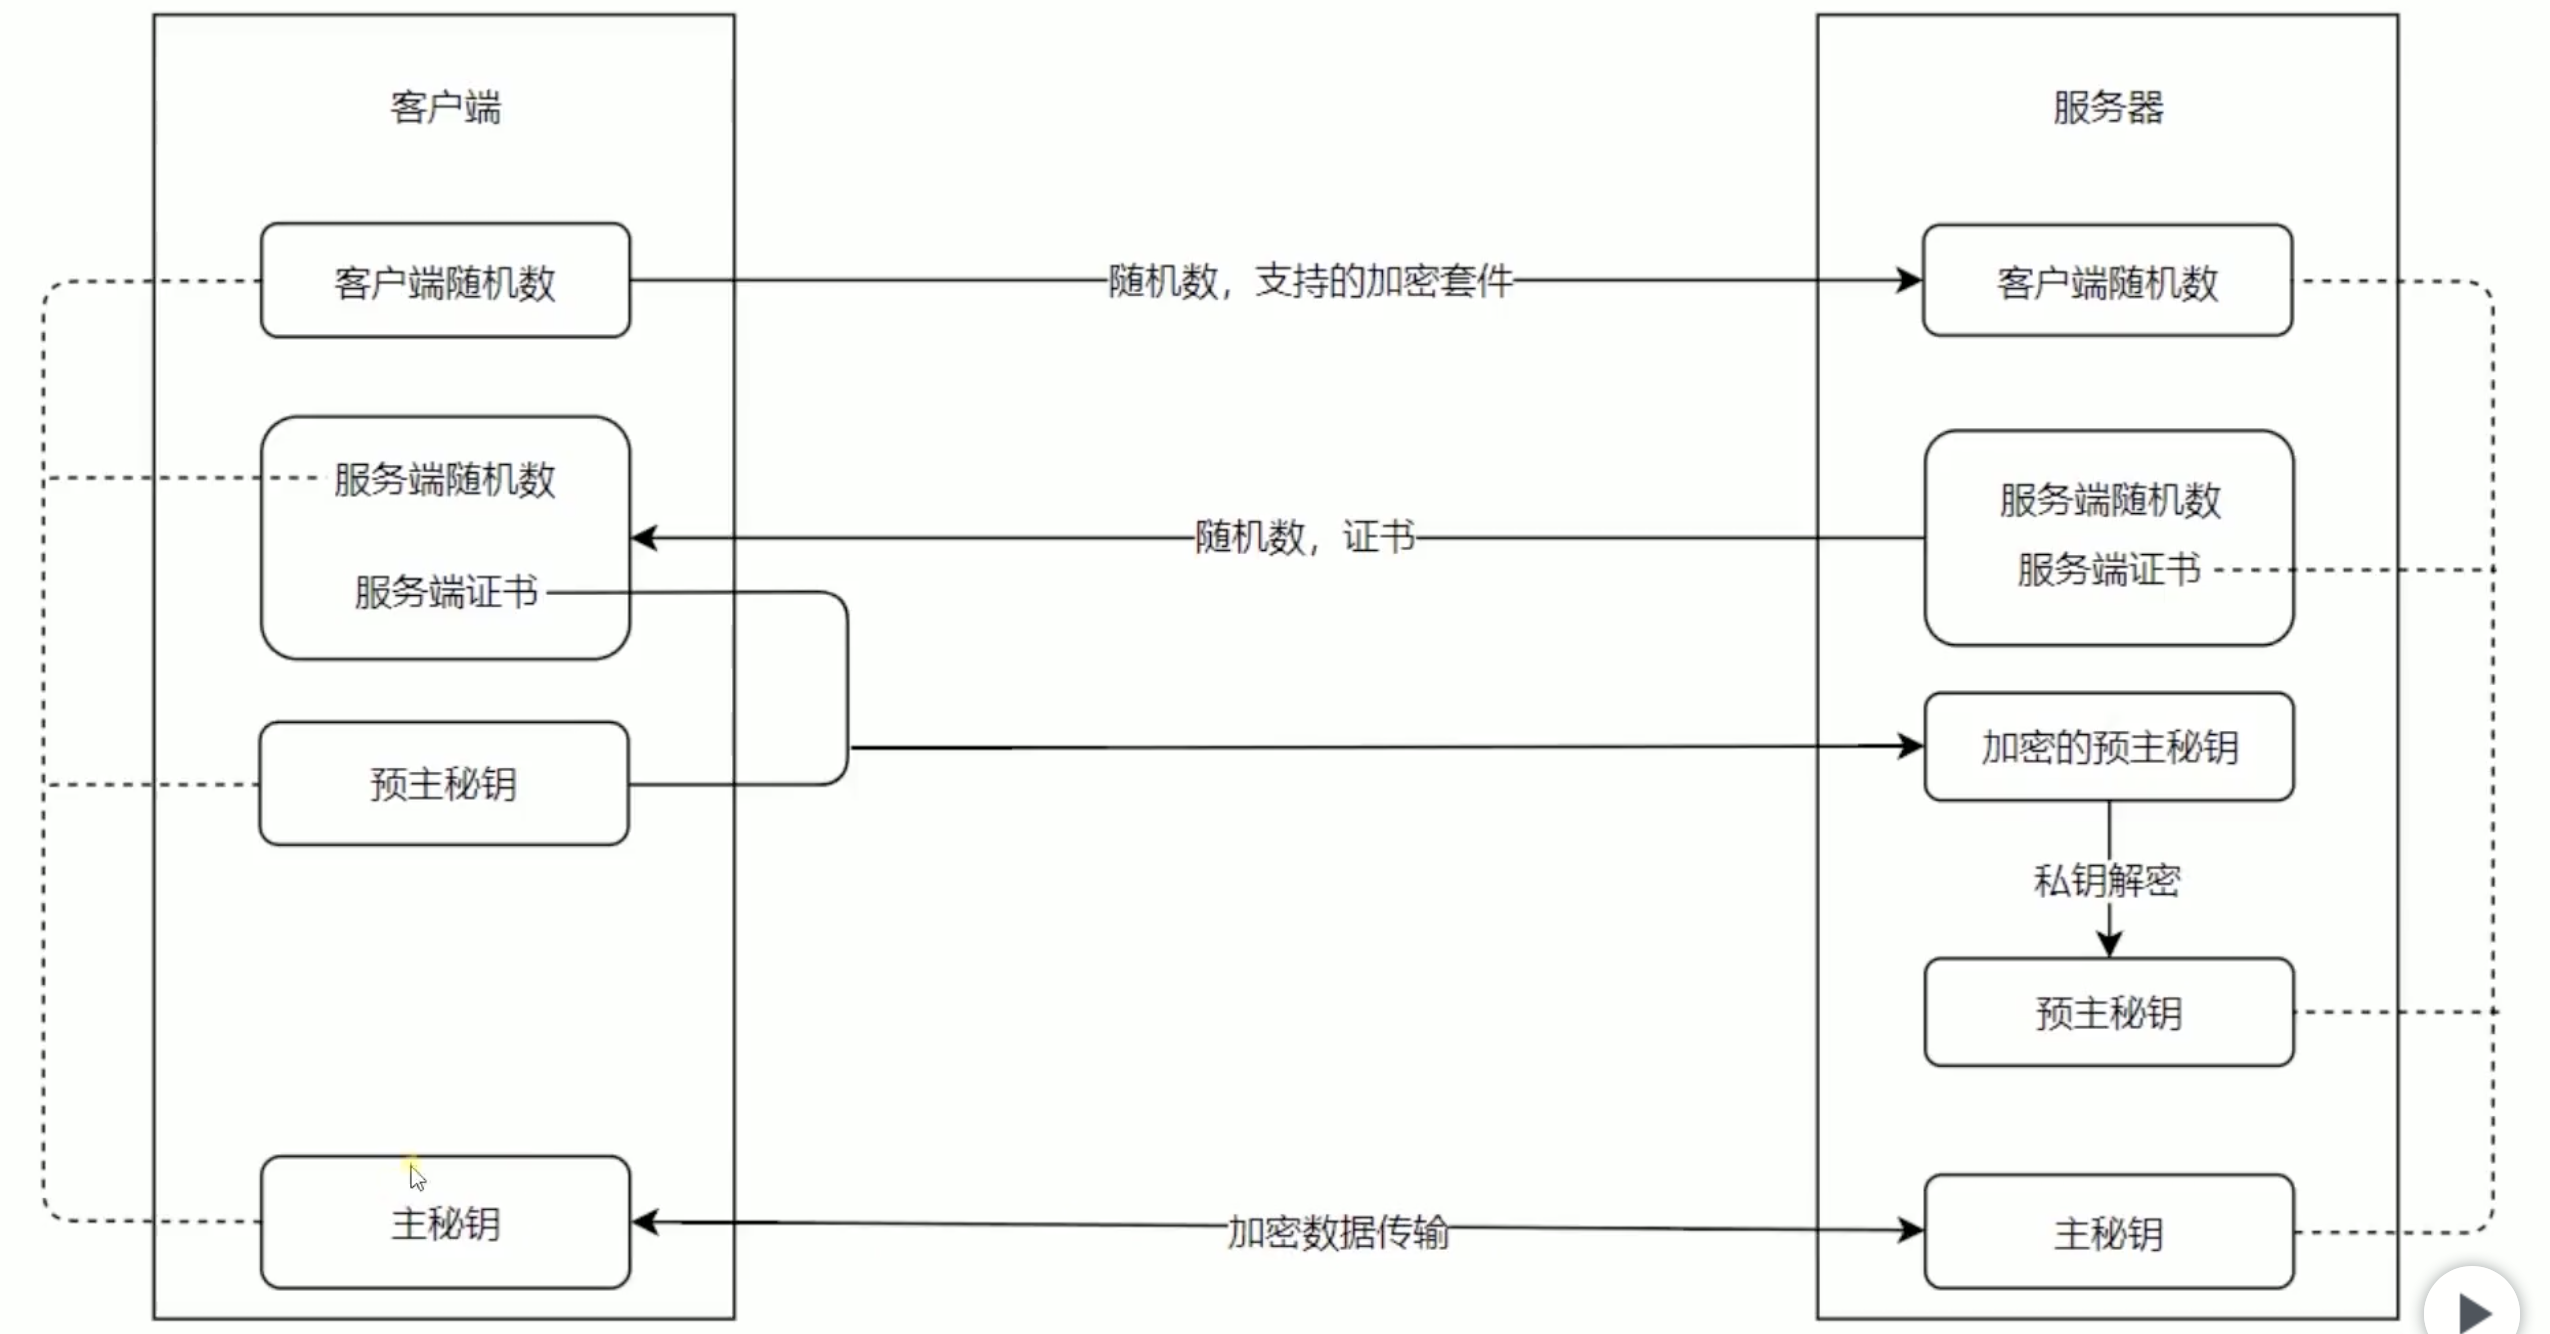 客户端
服务器
客户端随机数
随机数，支持的加密套件
客户端随机数
服务端随机数
服务端证书
随机数，证书
服务端随机数
服务端证书
预主秘钥
加密的预主秘钥
私钥解密
预主秘钥
主秘钥
加密数据传输
主秘钥